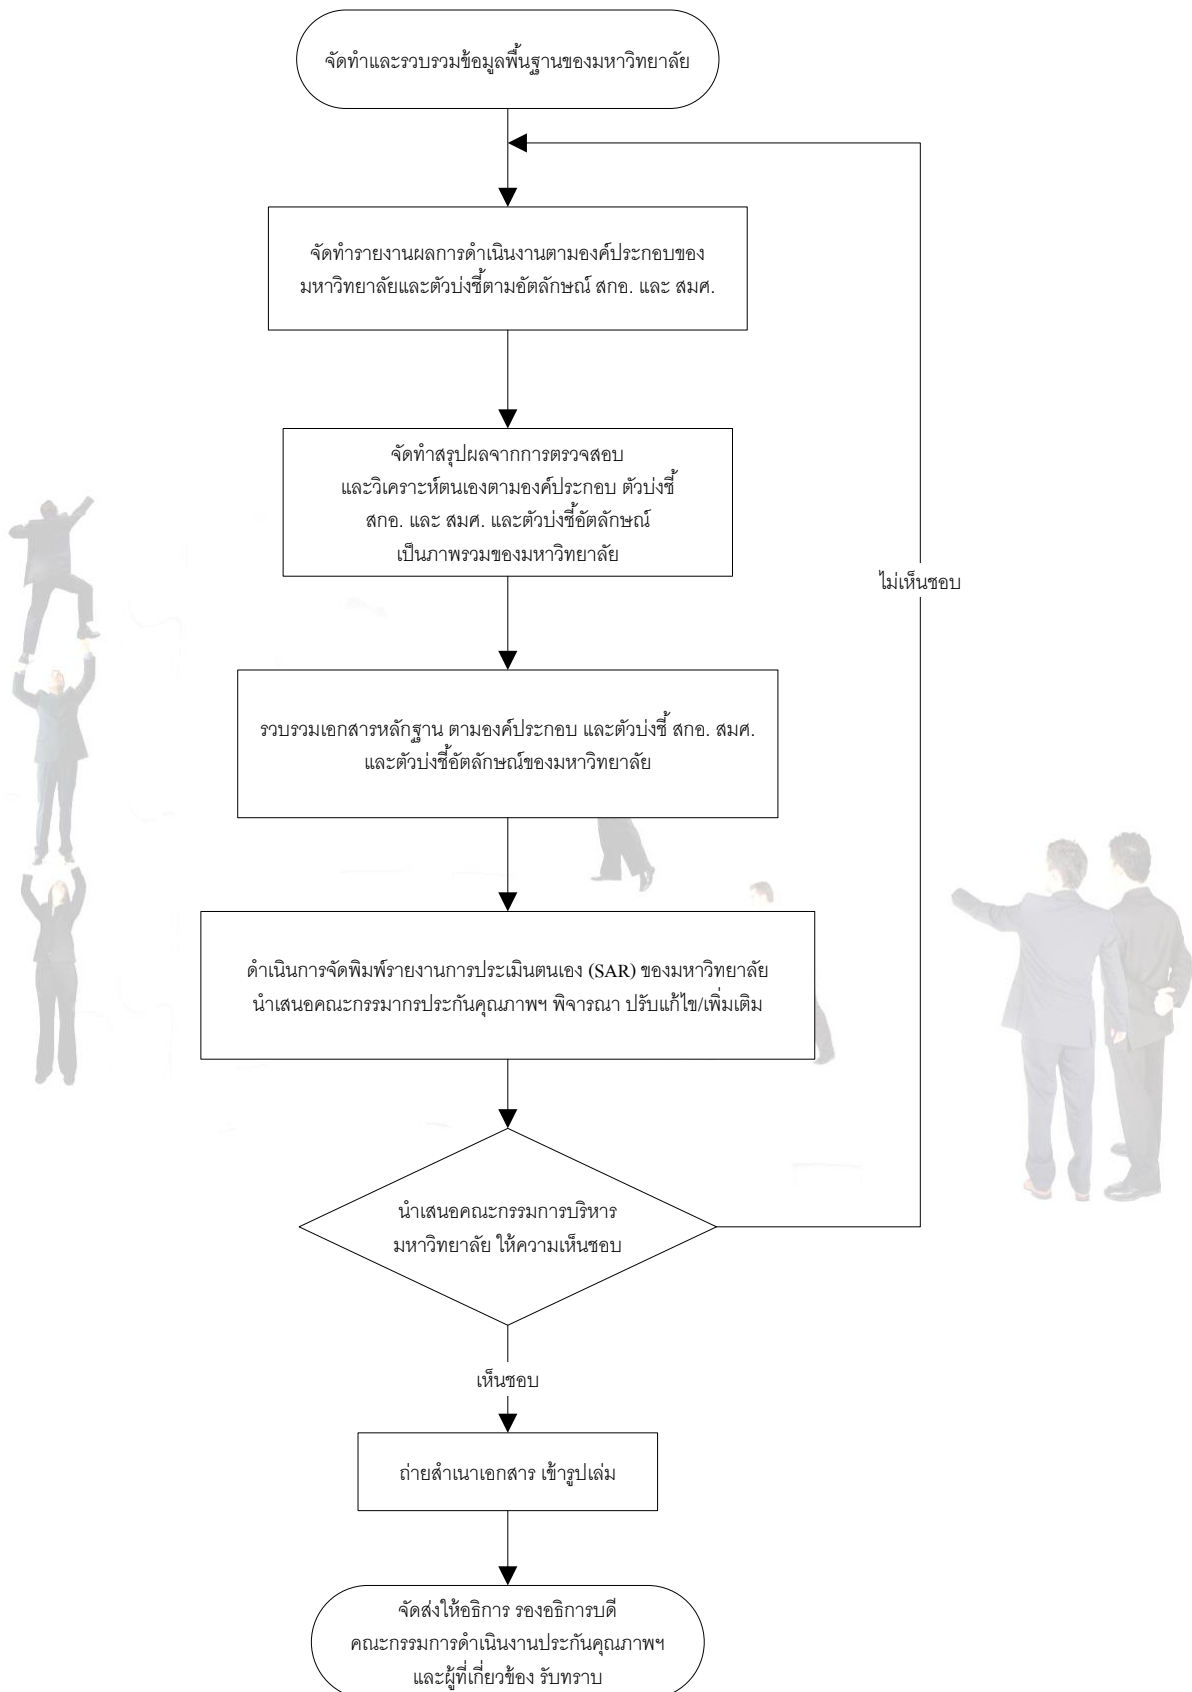 จัดทำและรวบรวมข้อมูลพื้นฐานของมหาวิทยาลัย
จัดทำรายงานผลการดำเนินงานตามองค์ประกอบของ
มหาวิทยาลัยและตัวบ่งชี้ตามอัตลักษณ์ สกอ. และ สมศ.
จัดทำสรุปผลจากการตรวจสอบ
และวิเคราะห์ตนเองตามองค์ประกอบ ตัวบ่งชี้
สกอ. และ สมศ. และตัวบ่งชี้อัตลักษณ์
เป็นภาพรวมของมหาวิทยาลัย
ไม่เห็นชอบ
รวบรวมเอกสารหลักฐาน ตามองค์ประกอบ และตัวบ่งชี้ สกอ. สมศ.
และตัวบ่งชี้อัตลักษณ์ของมหาวิทยาลัย
ดำเนินการจัดพิมพ์รายงานการประเมินตนเอง (SAR) ของมหาวิทยาลัย
นำเสนอคณะกรรมากรประกันคุณภาพฯ พิจารณา ปรับแก้ไข/เพิ่มเติม
นำเสนอคณะกรรมการบริหาร
มหาวิทยาลัย ให้ความเห็นชอบ
เห็นชอบ
ถ่ายสำเนาเอกสาร เข้ารูปเล่ม
จัดส่งให้อธิการ รองอธิการบดี
คณะกรรมการดำเนินงานประกันคุณภาพฯ
และผู้ที่เกี่ยวข้อง รับทราบ